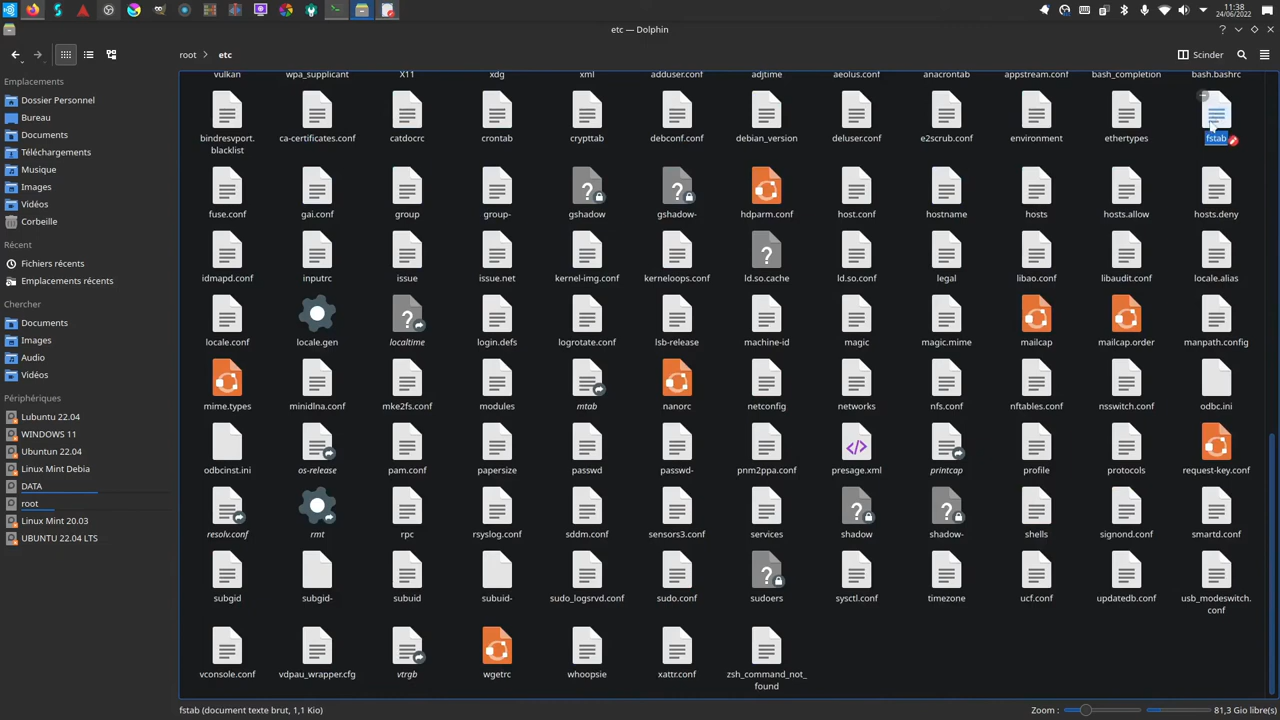 11:38
24/06/2022
etc — Dolphin
root > etc
Scinder
Emplacements
Dossier Personnel
Bureau
Documents
Téléchargements
Musique
Images
Vidéos
Corbeille
Récent
Fichiers récents
Emplacements récents
Chercher
Documents
Images
Audio
Vidéos
Périphériques
Lubuntu 22.04
WINDOWS 11
Ubuntun 22.04
Linux Mint Debia
DATA
root
Linux Mint 20.03
UBUNTU 22.04 LTS
vulkan wpa_supplicant X11 xdg xml adduser.conf adjtime aeolus.conf anacrontab appstream.conf bash_completion bash.bashrc
bindresvport.blacklist ca-certificates.conf catdocrc crontab crypttab debconf.conf debian_version deluser.conf e2scrub.conf environment ethertypes fstab
fuse.conf gai.conf group group- gshadow gshadow- hdparm.conf host.conf hostname hosts hosts.allow hosts.deny
idmapd.conf inputrc issue issue.net kernel-img.conf kerneloops.conf ld.so.cache ld.so.conf legal libao.conf libaudit.conf locale.alias
locale.conf locale.gen localtime login.defs logrotate.conf lsb-release machine-id magic magic.mime mailcap mailcap.order manpath.config
mime.types minidlna.conf mke2fs.conf modules mtab nanorc netconfig networks nfs.conf nftables.conf nsswitch.conf odbc.ini
odbcinst.ini os-release pam.conf papersize passwd passwd- pnm2ppa.conf presage.xml printcap profile protocols request-key.conf
resolv.conf rmt rpc rsyslog.conf sddm.conf sensors3.conf services shadow shadow- shells signond.conf smartd.conf
subgid subgid- subuid subuid- sudo_logsrvd.conf sudo.conf sudoers sysctl.conf timezone ucf.conf updatedb.conf usb_modeswitch.conf
vconsole.conf vdpau_wrapper.cfg vtrgb wgetrc whoopsie xattr.conf zsh_command_not_found
fstab (document texte brut, 1,1 Kio)
Zoom :
81,3 Gio libre(s)